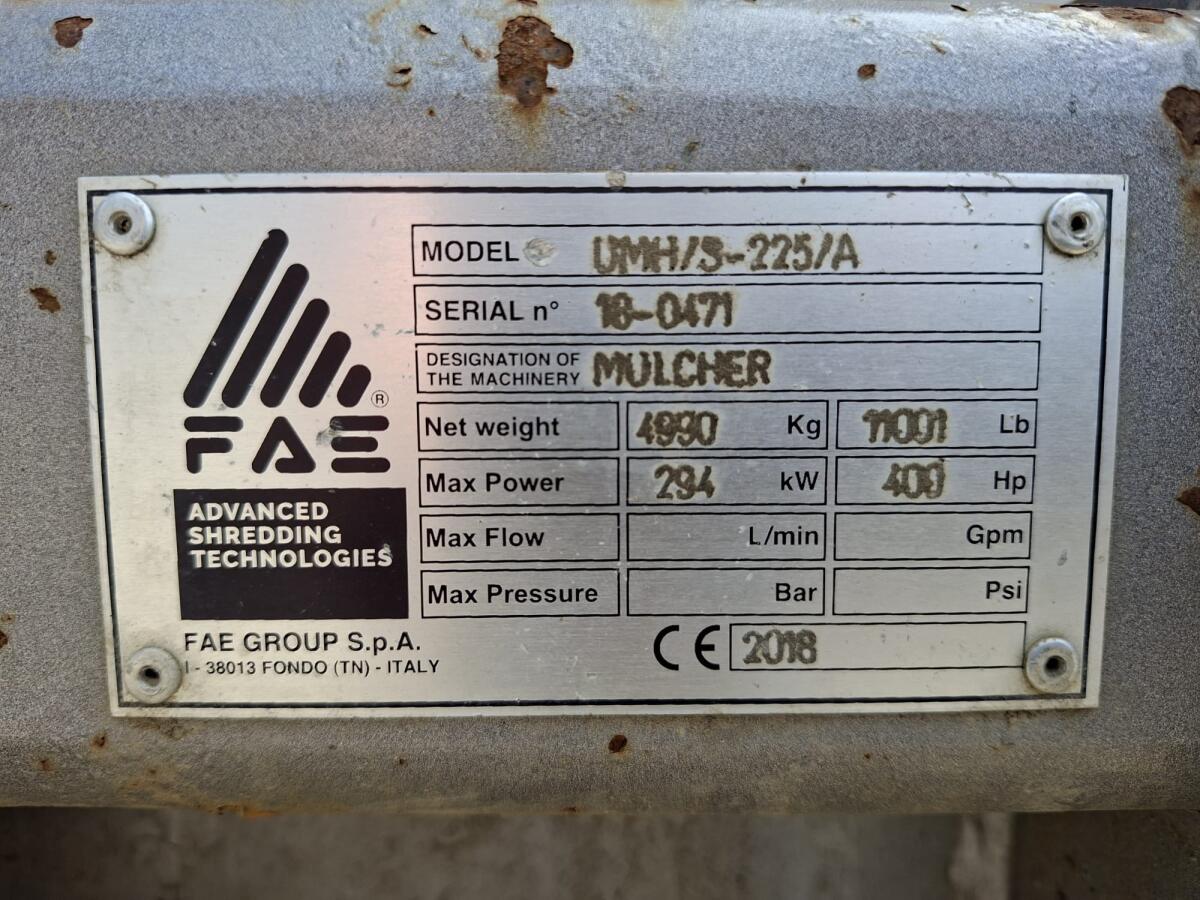 MODEL UMH/S-225/A
SERIAL n° 18-0471
DESIGNATION OF
THE MACHINERY MULCHER
Net weight 4990 Kg 11001 Lb
Max Power 294 kW 400 Hp
Max Flow L/min Gpm
Max Pressure Bar Psi
FAE ®
ADVANCED
SHREDDING
TECHNOLOGIES
FAE GROUP S.p.A.
I - 38013 FONDO (TN) - ITALY
CE 2018